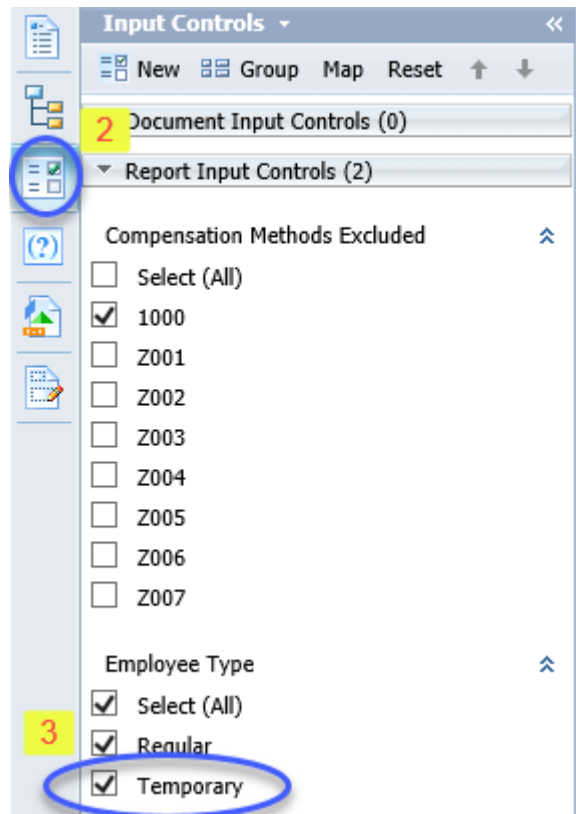 Input Controls
New Group Map Reset
2
Document Input Controls (0)
Report Input Controls (2)
(?)
Compensation Methods Excluded
Select (All)
1000
Z001
Z002
Z003
Z004
Z005
Z006
Z007
Employee Type
Select (All)
3
Regular
Temporary